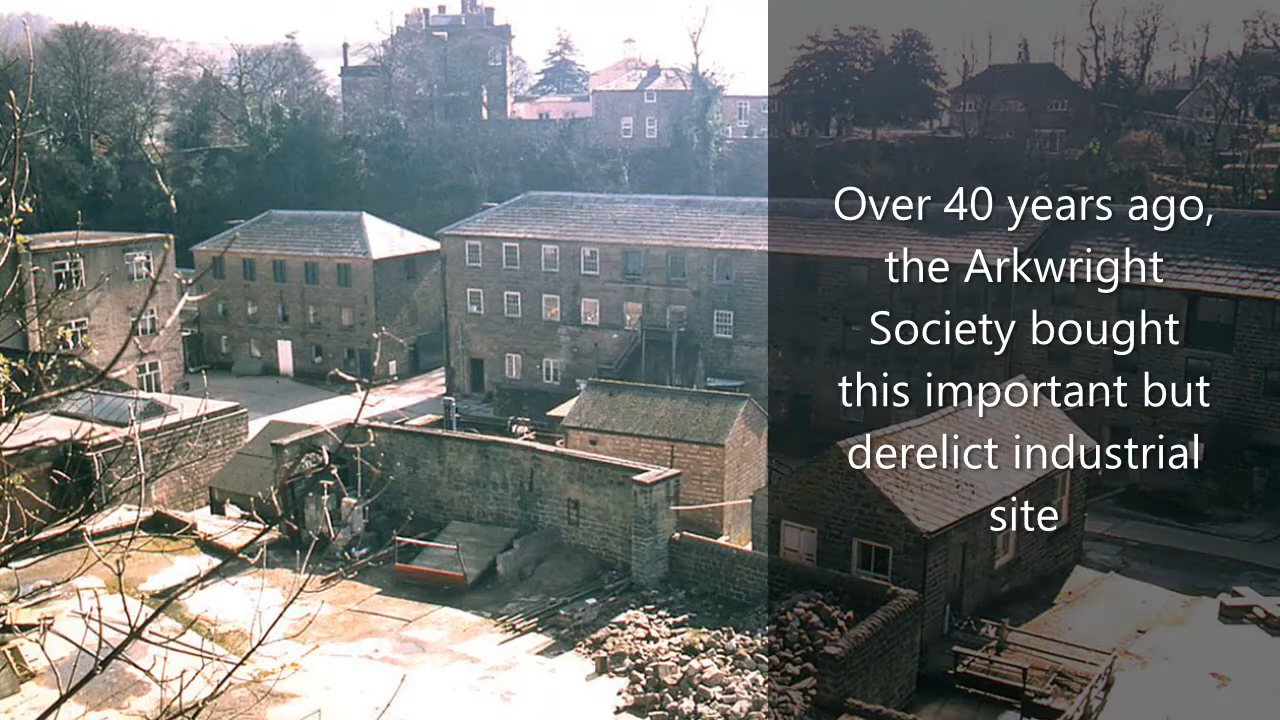 Over 40 years ago,
the Arkwright
Society bought
this important but
derelict industrial
site